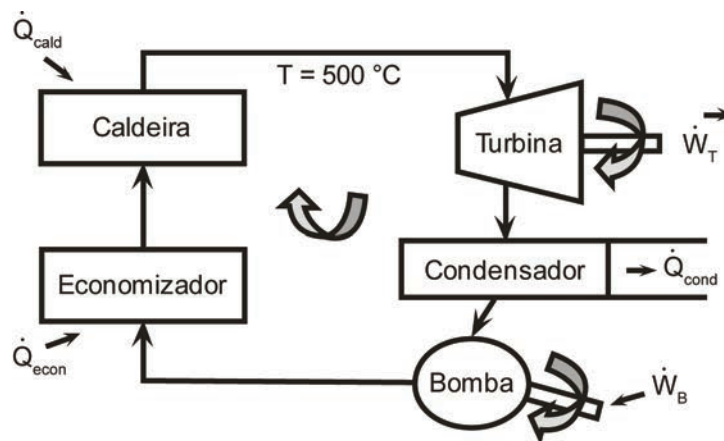 Q̇cald
T = 500 °C
Caldeira
Turbina
ẆT
Economizador
Condensador
Q̇cond
Q̇econ
Bomba
ẆB